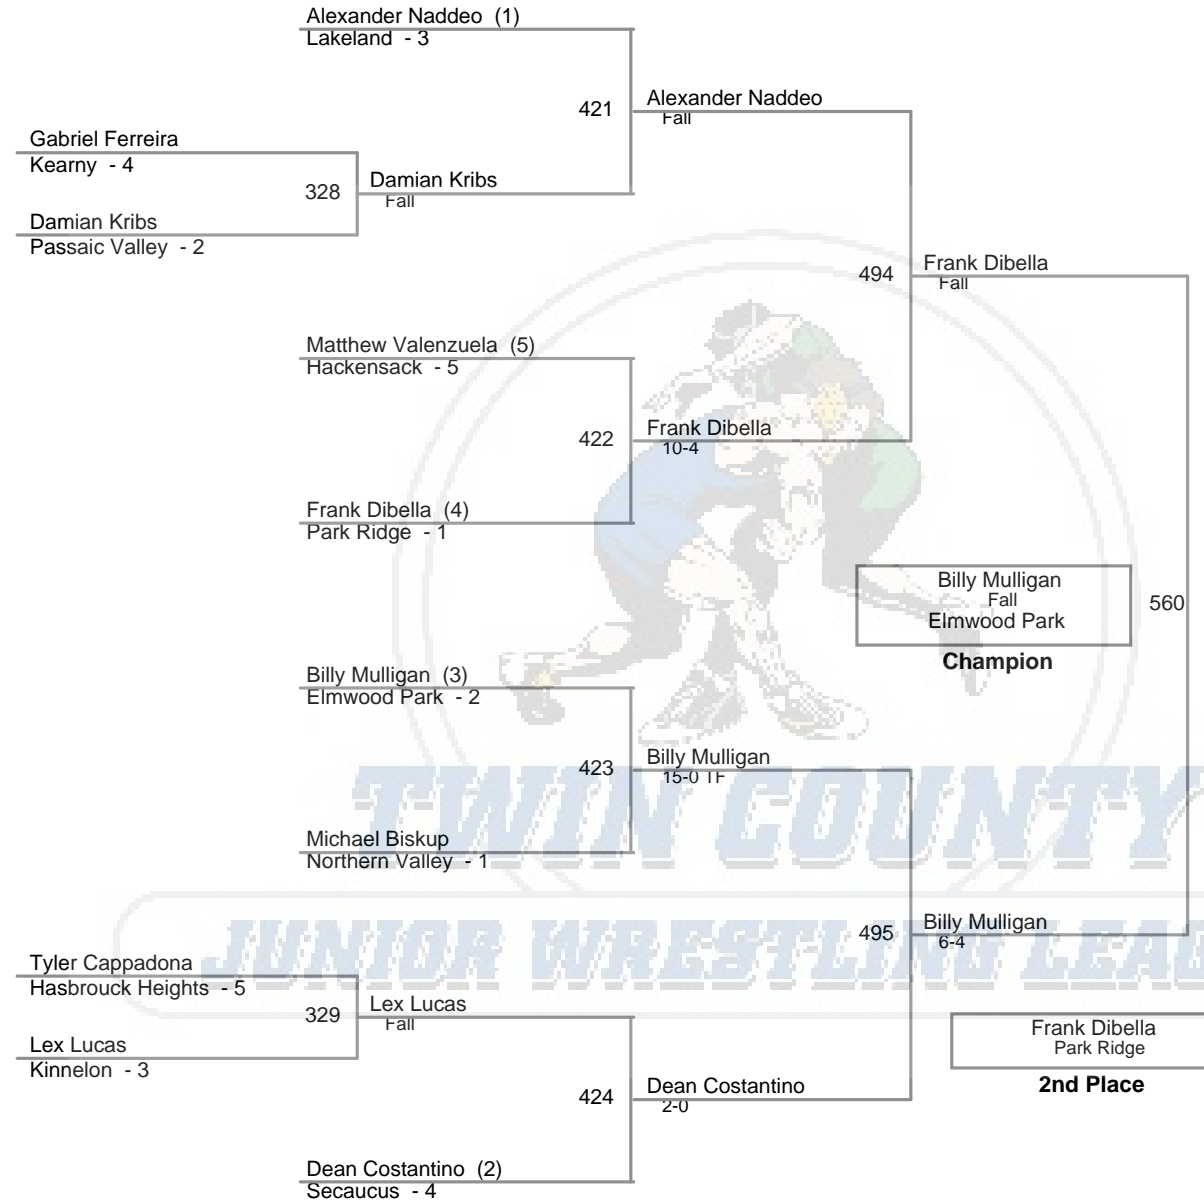 Alexander Naddeo (1)
Lakeland - 3
421
Alexander Naddeo
Fall
Gabriel Ferreira
Kearny - 4
328
Damian Kribs
Fall
Damian Kribs
Passaic Valley - 2
494
Frank Dibella
Fall
Matthew Valenzuela (5)
Hackensack - 5
422
Frank Dibella
10-4
Frank Dibella (4)
Park Ridge - 1
Billy Mulligan
Fall
Elmwood Park
560
Champion
Billy Mulligan (3)
Elmwood Park - 2
423
Billy Mulligan
15-0 TF
TWIN COUNTY
Michael Biskup
Northern Valley - 1
JUNIOR WRESTLING LEAG
495
Billy Mulligan
6-4
Tyler Cappadona
Hasbrouck Heights - 5
329
Lex Lucas
Fall
Lex Lucas
Kinnelon - 3
Frank Dibella
Park Ridge
2nd Place
424
Dean Costantino
2-0
Dean Costantino (2)
Secaucus - 4